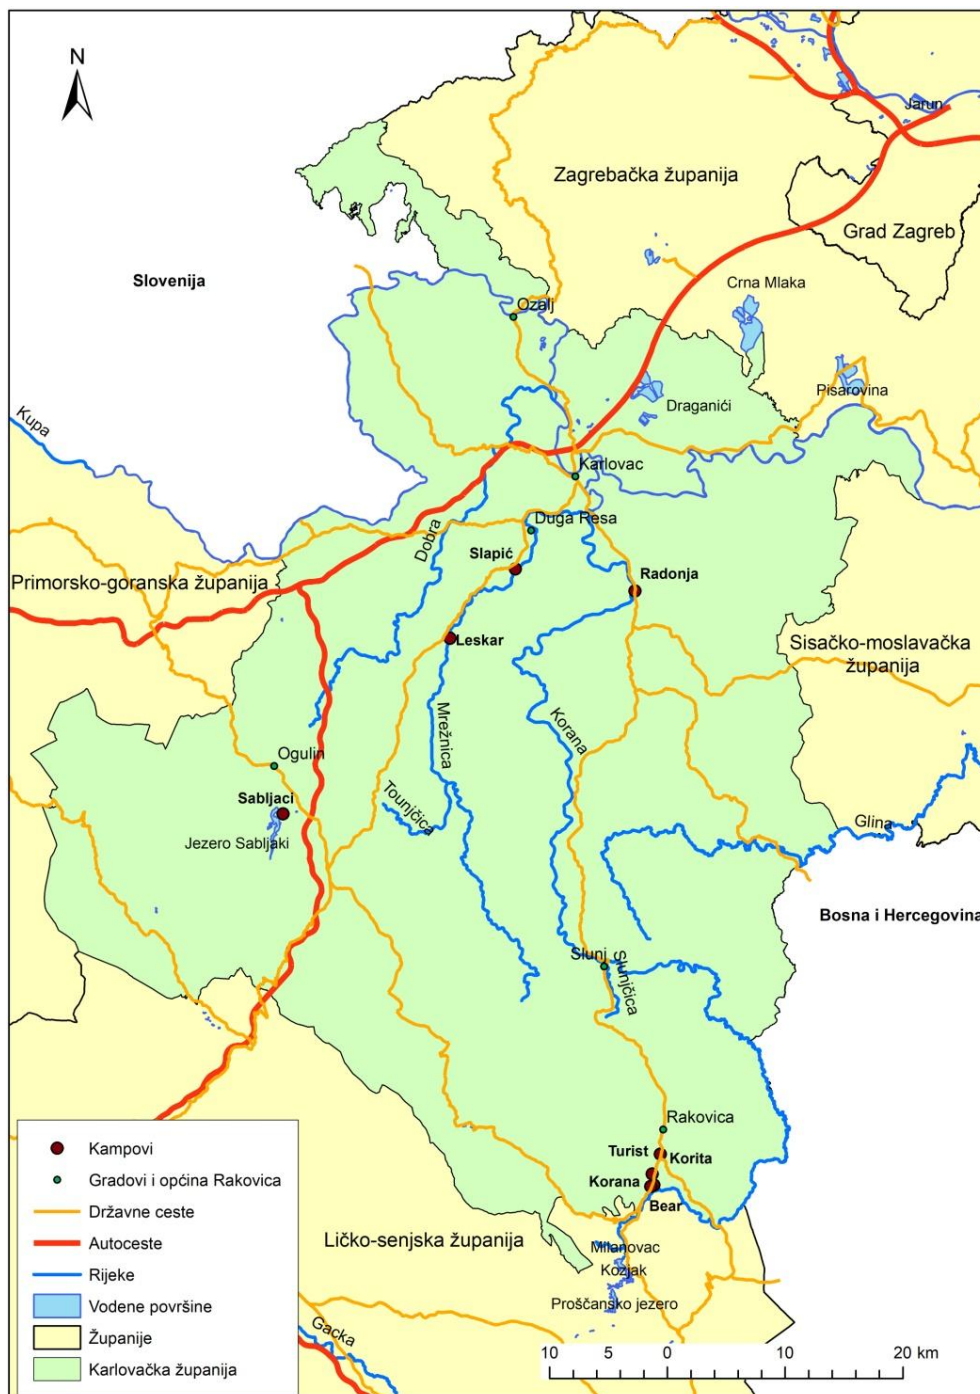 N
Jarun
Zagrebačka županija
Grad Zagreb
Slovenija
Crna Mlaka
Ozalj
Pisarovina
Draganići
Kupa
Karlovac
Dobra
Duga Resa
Slapić
Radonja
Primorsko-goranska županija
Leskar
Sisačko-moslavačka
županija
Mrežnica
Korana
Ogulin
Sabljaci
Tounjčica
Jezero Sabljaki
Glina
Bosna i Hercegovina
Slunj
Slunjčica
Rakovica
Turist
Korita
Korana
Bear
Ličko-senjska županija
Milanovac
Kozjak
Proščansko jezero
Gacka
Kampovi
Gradovi i općina Rakovica
Državne ceste
Autoceste
Rijeke
Vodene površine
Županije
Karlovačka županija
10 5 0 10 20 km